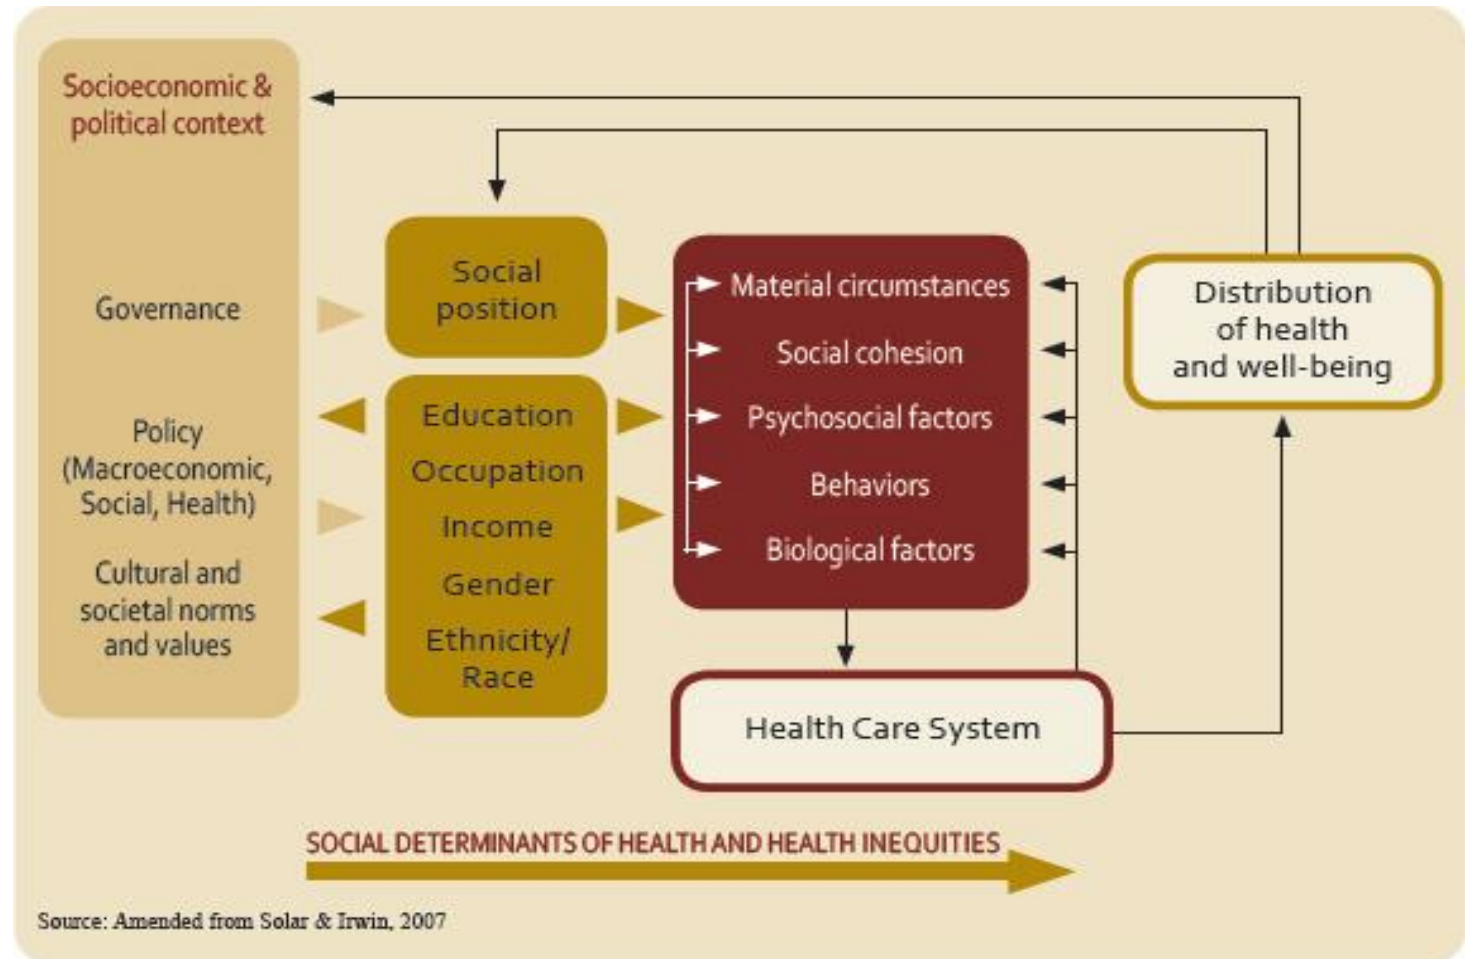 Socioeconomic &
political context
Governance
Policy
(Macroeconomic,
Social, Health)
Cultural and
societal norms
and values
Social
position
Education
Occupation
Income
Gender
Ethnicity/
Race
Material circumstances
Social cohesion
Psychosocial factors
Behaviors
Biological factors
Distribution
of health
and well-being
Health Care System
SOCIAL DETERMINANTS OF HEALTH AND HEALTH INEQUITIES
Source: Amended from Solar & Irwin, 2007